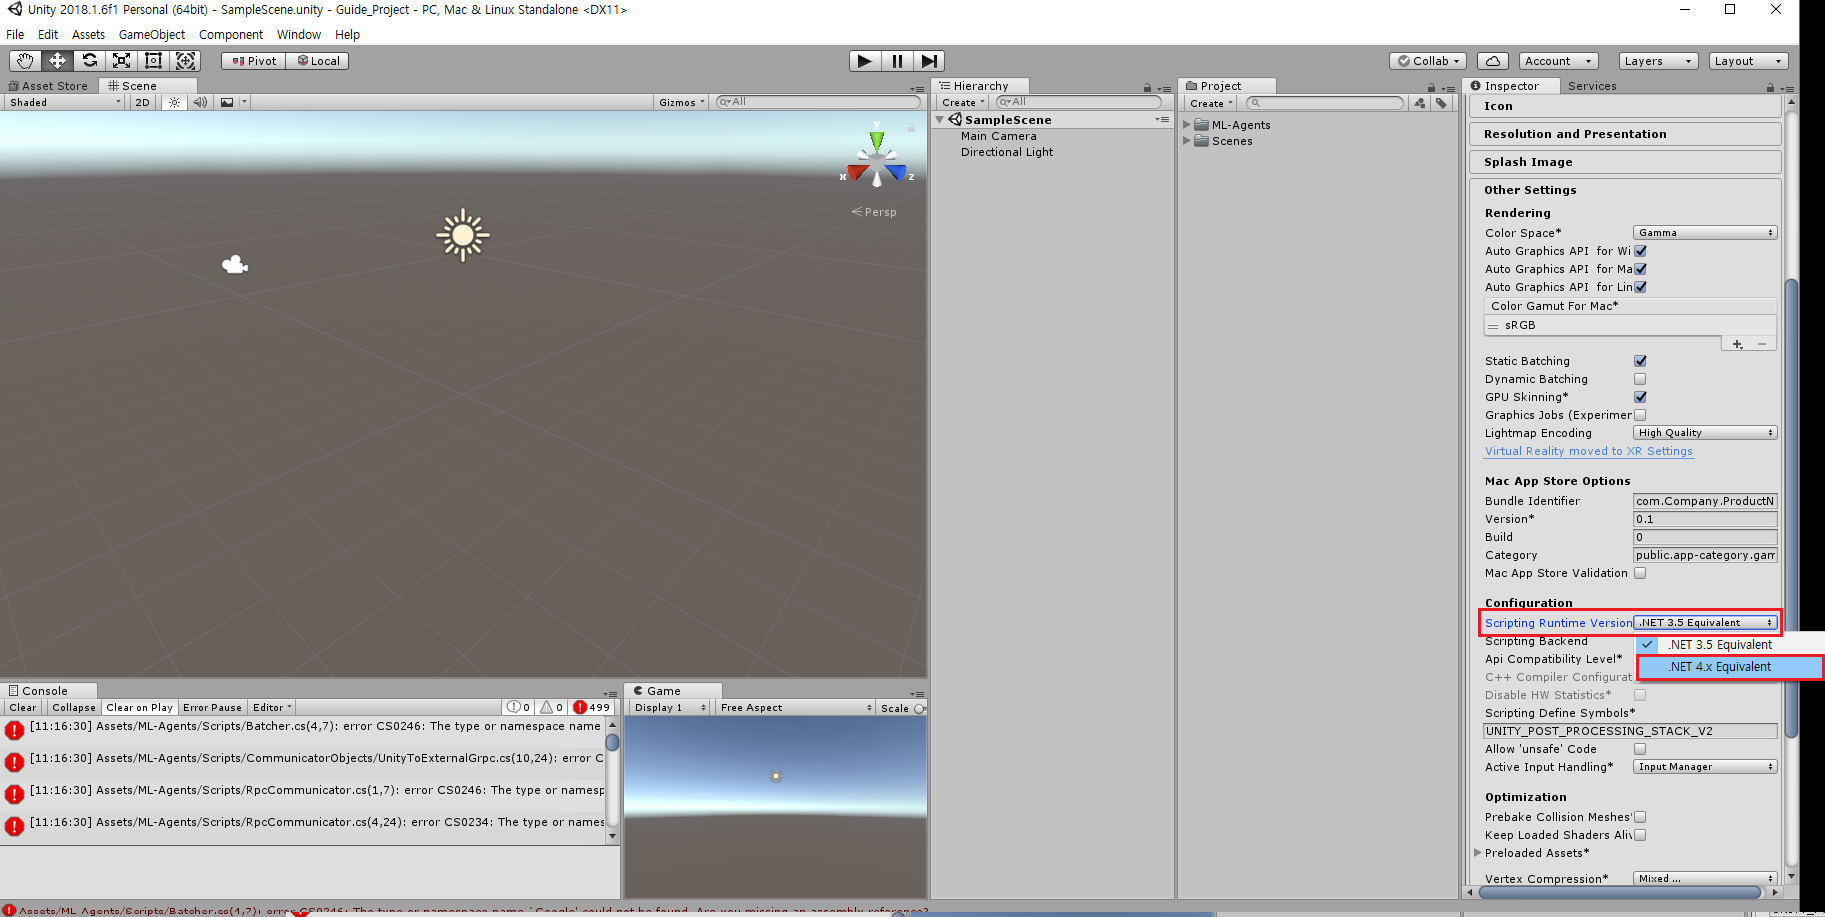 Unity 2018.1.6f1 Personal (64bit) - SampleScene.unity - Guide_Project - PC, Mac & Linux Standalone <DX11>
File Edit Assets GameObject Component Window Help
Pivot Local Collab Account Layers Layout
Asset Store Scene
Shaded 2D Gizmos All
y
x z
Persp
Hierarchy
Create All
SampleScene
Main Camera
Directional Light
Project
Create
ML-Agents
Scenes
Inspector Services
Icon
Resolution and Presentation
Splash Image
Other Settings
Rendering
Color Space* Gamma
Auto Graphics API for Wi
Auto Graphics API for Ma
Auto Graphics API for Lin
Color Gamut For Mac*
sRGB
Static Batching
Dynamic Batching
GPU Skinning*
Graphics Jobs (Experimer
Lightmap Encoding High Quality
Virtual Reality moved to XR Settings
Mac App Store Options
Bundle Identifier com.Company.ProductN
Version* 0.1
Build 0
Category public.app-category.gam
Mac App Store Validation
Configuration
Scripting Runtime Version .NET 3.5 Equivalent
Scripting Backend .NET 3.5 Equivalent
Api Compatibility Level* .NET 4.x Equivalent
C++ Compiler Configurat
Disable HW Statistics*
Scripting Define Symbols*
UNITY_POST_PROCESSING_STACK_V2
Allow 'unsafe' Code
Active Input Handling* Input Manager
Optimization
Prebake Collision Meshes*
Keep Loaded Shaders Aliv
Preloaded Assets*
Vertex Compression* Mixed ...
Console
Clear Collapse Clear on Play Error Pause Editor 0 0 499
[11:16:30] Assets/ML-Agents/Scripts/Batcher.cs(4,7): error CS0246: The type or namespace name
[11:16:30] Assets/ML-Agents/Scripts/CommunicatorObjects/UnityToExternalGrpc.cs(10,24): error C
[11:16:30] Assets/ML-Agents/Scripts/RpcCommunicator.cs(1,7): error CS0246: The type or namesp
[11:16:30] Assets/ML-Agents/Scripts/RpcCommunicator.cs(4,24): error CS0234: The type or names
Game
Display 1 Free Aspect Scale
Assets/ML-Agents/Scripts/Batcher.cs(4,7): error CS0246: The type or namespace name `Google' could not be found. Are you missing an assembly reference?